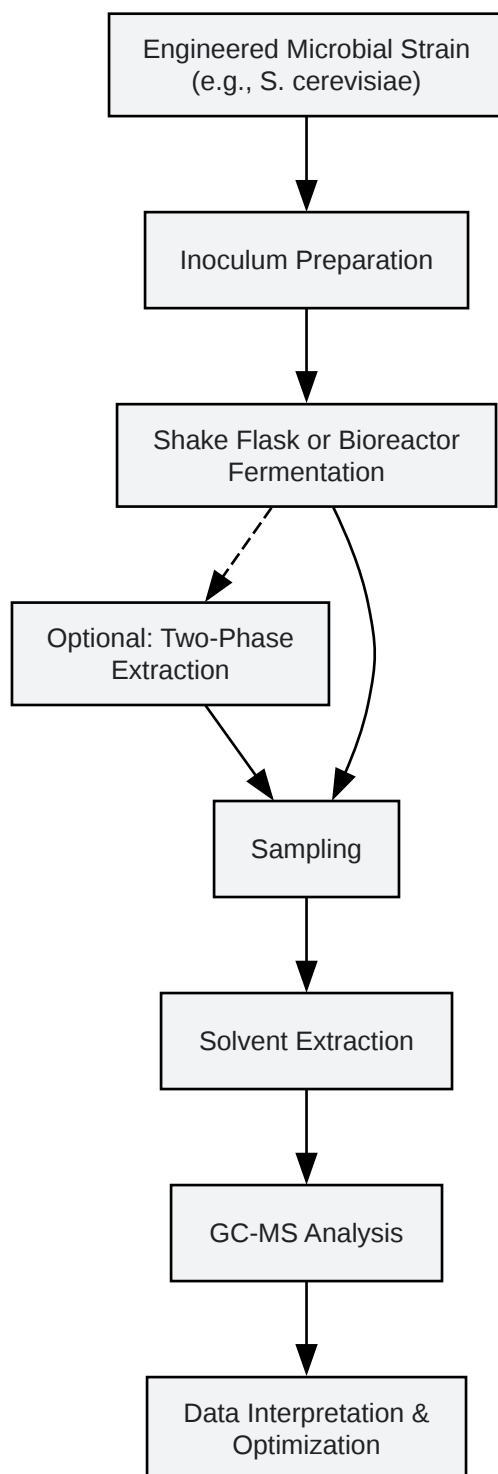 Engineered Microbial Strain
(e.g., S. cerevisiae)
Inoculum Preparation
Shake Flask or Bioreactor
Fermentation
Optional: Two-Phase
Extraction
Sampling
Solvent Extraction
GC-MS Analysis
Data Interpretation &
Optimization